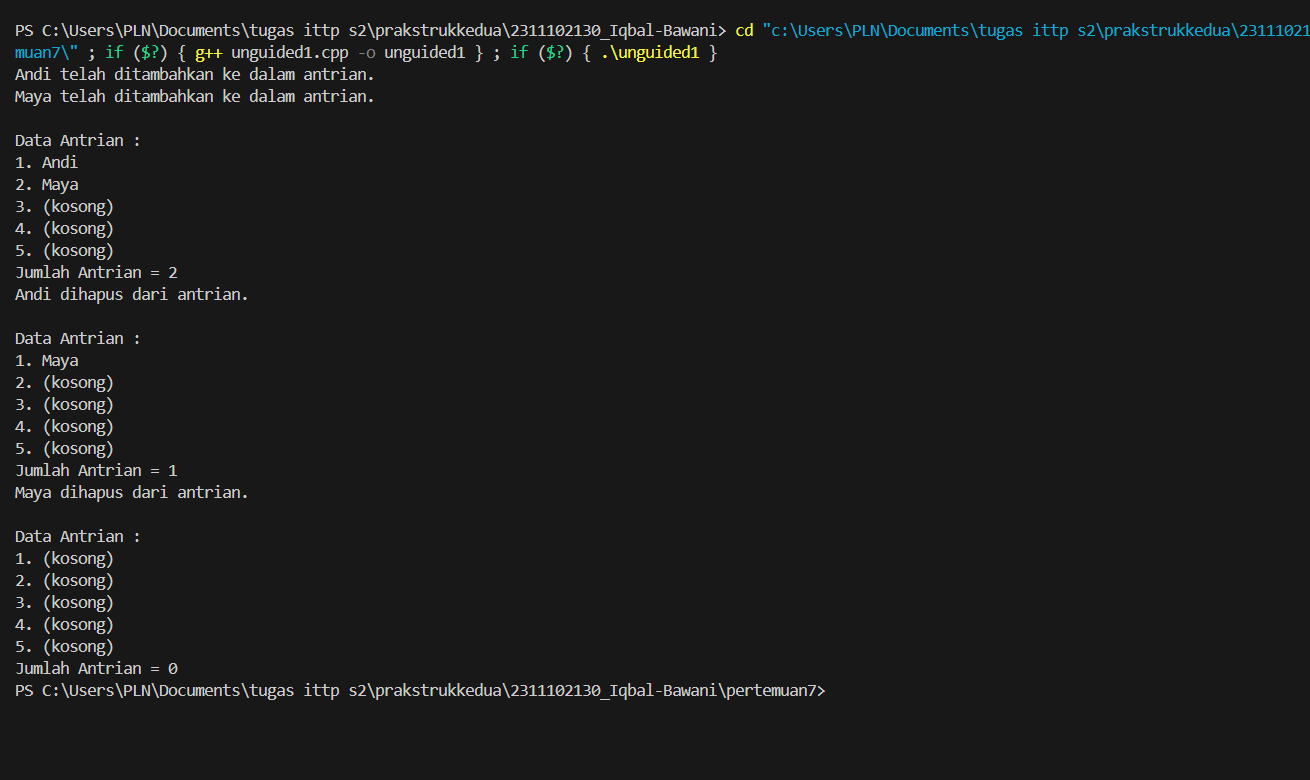 PS C:\Users\PLN\Documents\tugas ittp s2\prakstrukkedua\2311102130_Iqbal-Bawani> cd "c:\Users\PLN\Documents\tugas ittp s2\prakstrukkedua\23111021
muan7\" ; if ($?) { g++ unguided1.cpp -o unguided1 } ; if ($?) { .\unguided1 }
Andi telah ditambahkan ke dalam antrian.
Maya telah ditambahkan ke dalam antrian.
Data Antrian :
1. Andi
2. Maya
3. (kosong)
4. (kosong)
5. (kosong)
Jumlah Antrian = 2
Andi dihapus dari antrian.
Data Antrian :
1. Maya
2. (kosong)
3. (kosong)
4. (kosong)
5. (kosong)
Jumlah Antrian = 1
Maya dihapus dari antrian.
Data Antrian :
1. (kosong)
2. (kosong)
3. (kosong)
4. (kosong)
5. (kosong)
Jumlah Antrian = 0
PS C:\Users\PLN\Documents\tugas ittp s2\prakstrukkedua\2311102130_Iqbal-Bawani\pertemuan7>